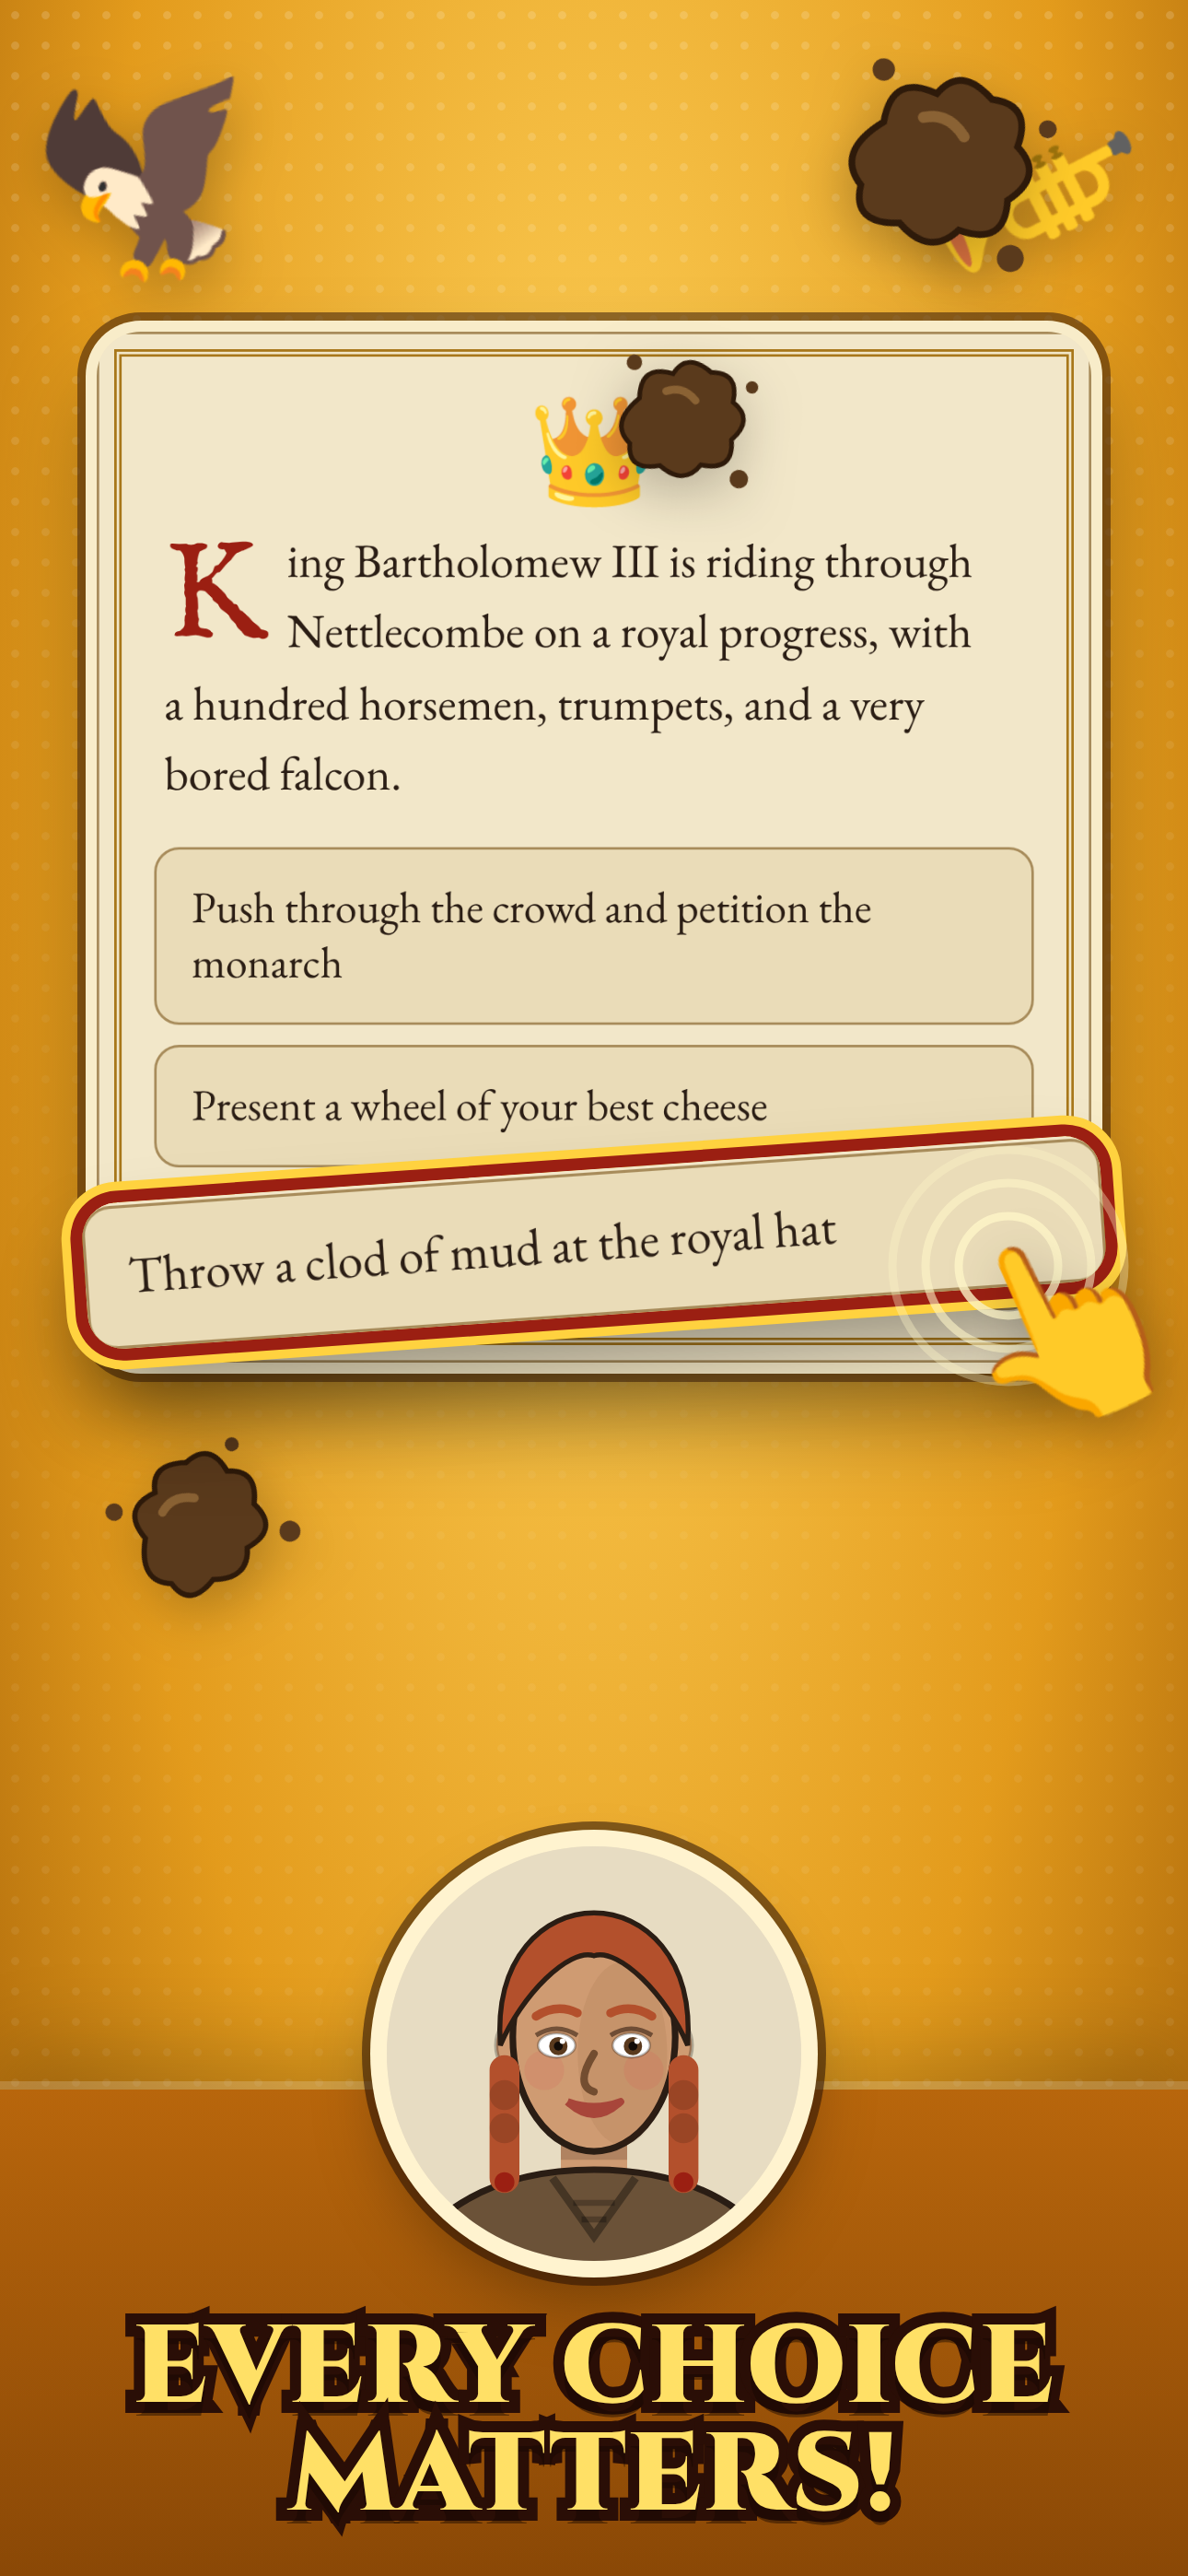 King Bartholomew III is riding through
Nettlecombe on a royal progress, with
a hundred horsemen, trumpets, and a very
bored falcon.
Push through the crowd and petition the
monarch
Present a wheel of your best cheese
Throw a clod of mud at the royal hat
EVERY CHOICE
MATTERS!